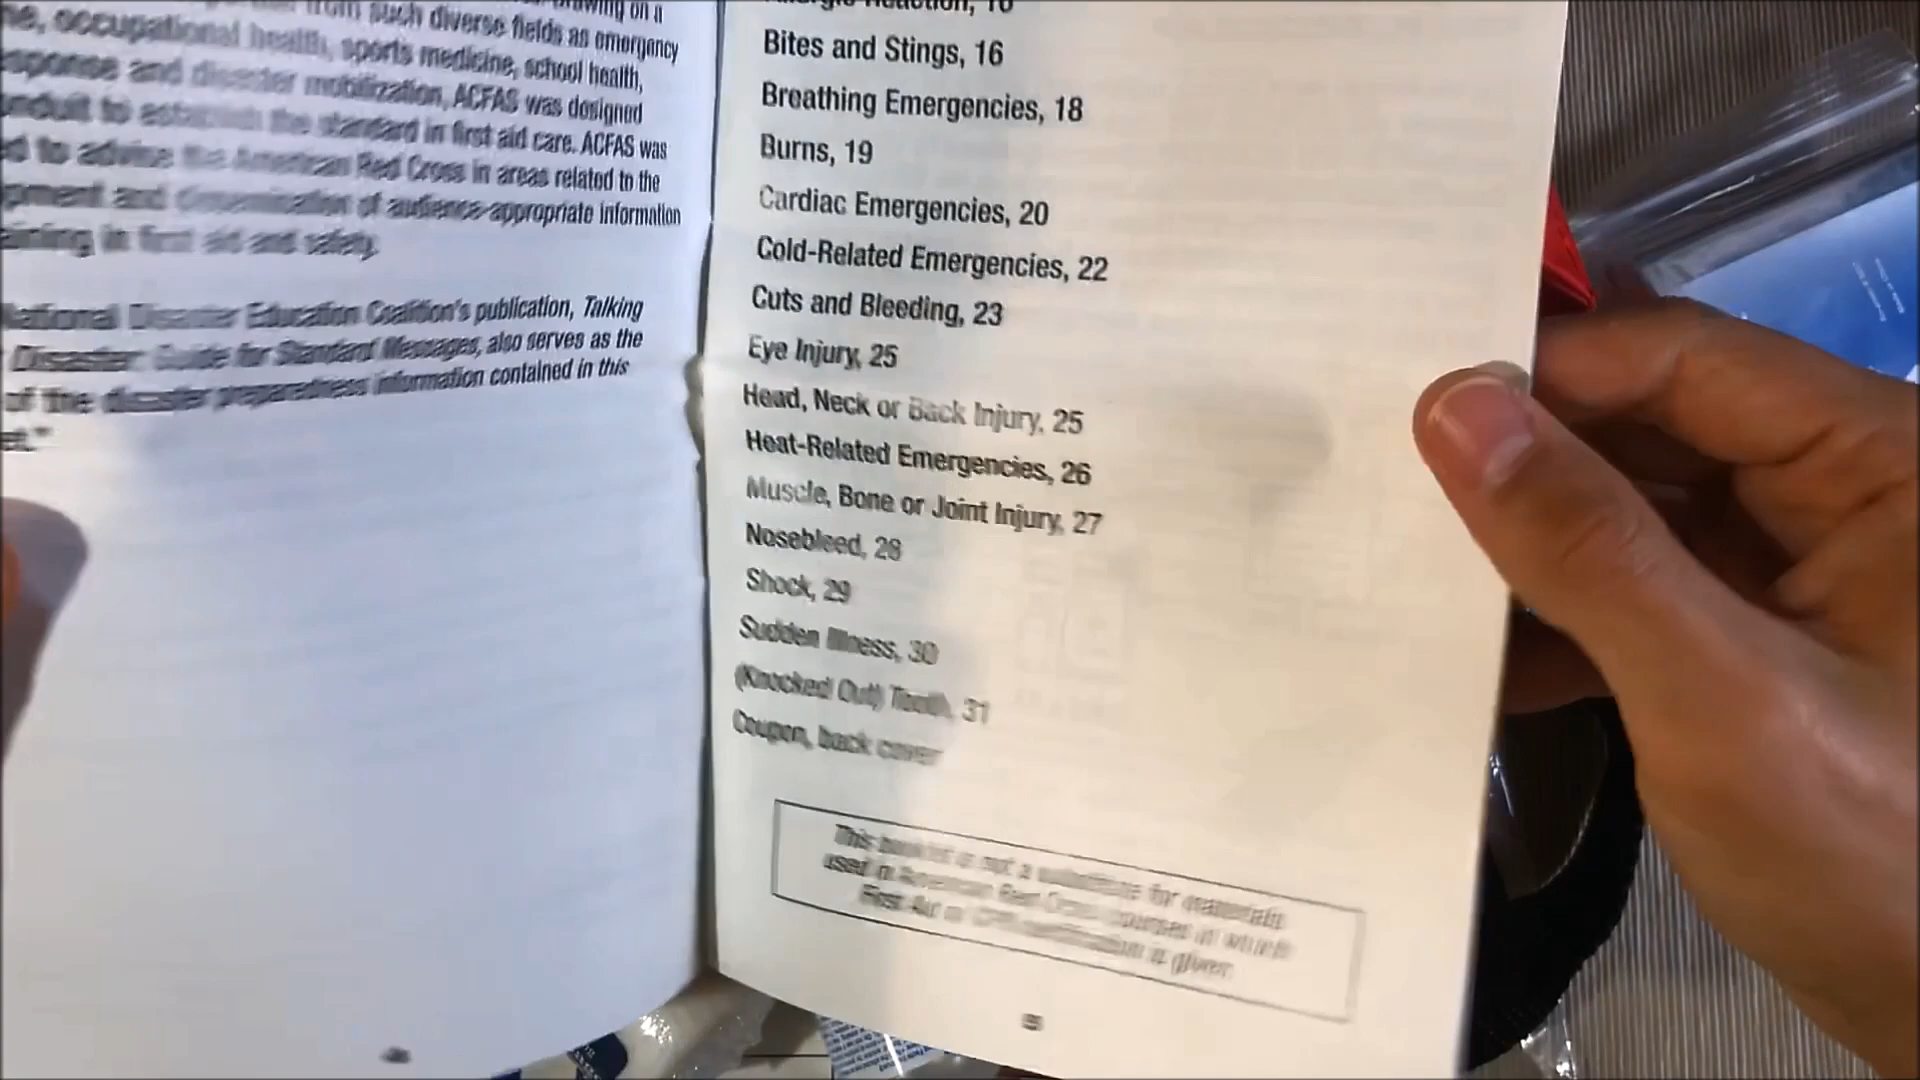 from such diverse fields as emergency
occupational health, sports medicine, school health,
and disaster mobilization, ACFAS was designed
to establish the standard in first aid care. ACFAS was
to advise the American Red Cross in areas related to the
and dissemination of audience-appropriate information
in first aid and safety.
National Disaster Education Coalition's publication, Talking
Disaster: Guide for Standard Messages, also serves as the
of the disaster preparedness information contained in this
Reaction, 16
Bites and Stings, 16
Breathing Emergencies, 18
Burns, 19
Cardiac Emergencies, 20
Cold-Related Emergencies, 22
Cuts and Bleeding, 23
Eye Injury, 25
Head, Neck or Back Injury, 25
Heat-Related Emergencies, 26
Muscle, Bone or Joint Injury, 27
Nosebleed, 28
Shock, 29
Sudden Illness, 30
(Knocked Out) Tooth, 31
Coupon, back cover
This booklet is not a substitute for materials
used in American Red Cross courses in which
First Aid or CPR certification is given.